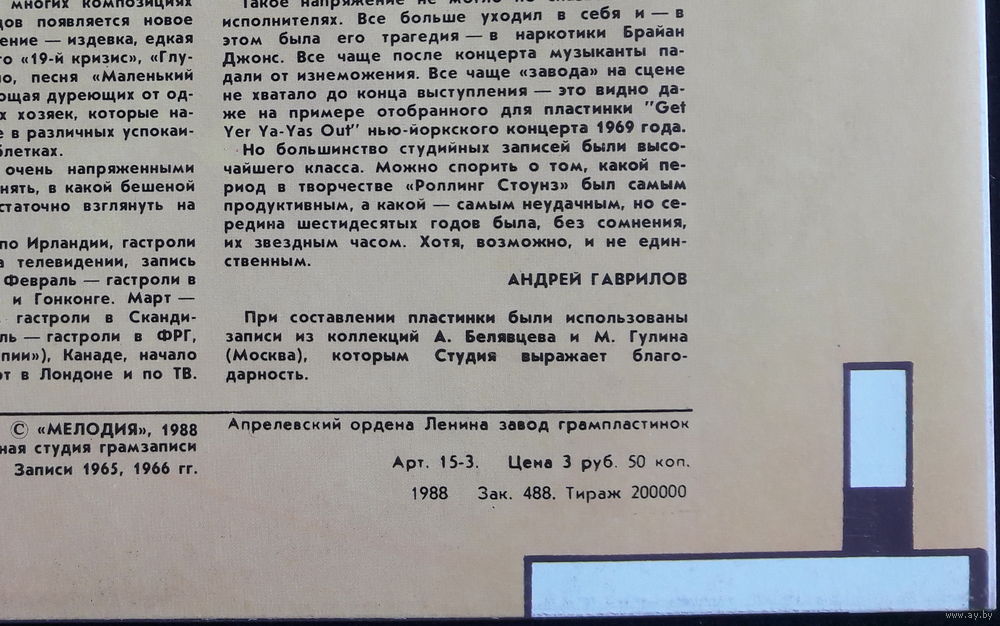 многих композициях
дов появляется новое
ение — издевка, едкая
го «19-й кризис», «Глу-
но, песня «Маленький
ющая дуреющих от од-
х хозяек, которые на-
е в различных успокаи-
блетках.
очень напряженными
нять, в какой бешеной
статочно взглянуть на
по Ирландии, гастроли
а телевидении, запись
Февраль — гастроли в
и Гонконге. Март —
гастроли в Сканди-
ль — гастроли в ФРГ,
пии»), Канаде, начало
от в Лондоне и по ТВ.
Такое напряжение не могло не
исполнителях. Все больше уходил в себя и — в
этом была его трагедия — в наркотики Брайан
Джонс. Все чаще после концерта музыканты па-
дали от изнеможения. Все чаще «завода» на сцене
не хватало до конца выступления — это видно да-
же на примере отобранного для пластинки "Get
Yer Ya-Yas Out" нью-йоркского концерта 1969 года.
Но большинство студийных записей были высо-
чайшего класса. Можно спорить о том, какой пе-
риод в творчестве «Роллинг Стоунз» был самым
продуктивным, а какой — самым неудачным, но се-
редина шестидесятых годов была, без сомнения,
их звездным часом. Хотя, возможно, и не един-
ственным.
АНДРЕЙ ГАВРИЛОВ
При составлении пластинки были использованы
записи из коллекций А. Белявцева и М. Гулина
(Москва), которым Студия выражает благо-
дарность.
© «МЕЛОДИЯ», 1988
ная студия грамзаписи
Записи 1965, 1966 гг.
Апрелевский ордена Ленина завод грампластинок
Арт. 15-3. Цена 3 руб. 50 коп.
1988 Зак. 488. Тираж 200000
www.ay.by